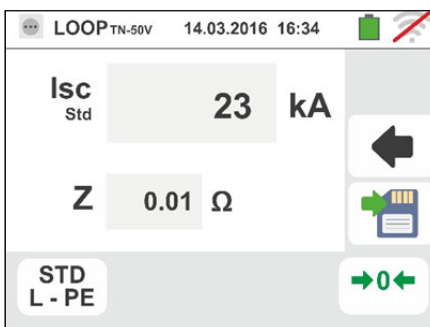 LOOP TN-50V 14.03.2016 16:34
Isc 23 kA
Std
Z 0.01 Ω
STD
L - PE
→0←